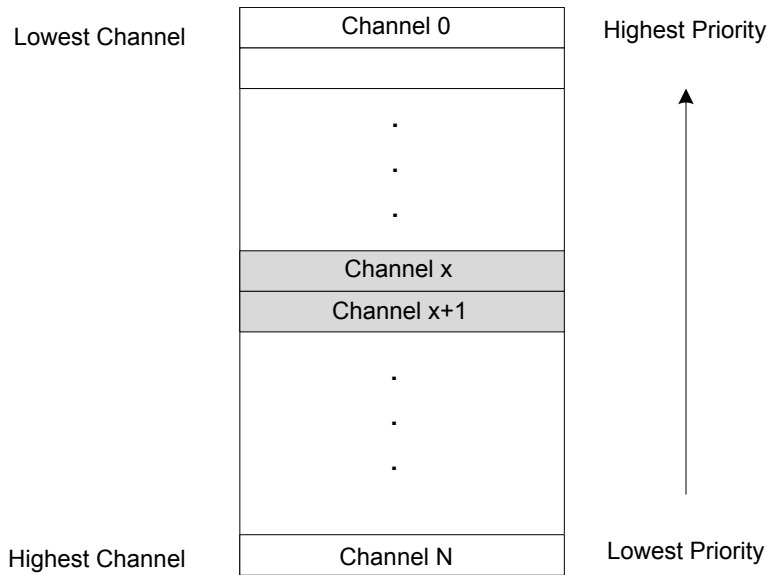 Lowest Channel
Channel 0
Highest Priority
.
.
.
Channel x
Channel x+1
.
.
.
Highest Channel
Channel N
Lowest Priority